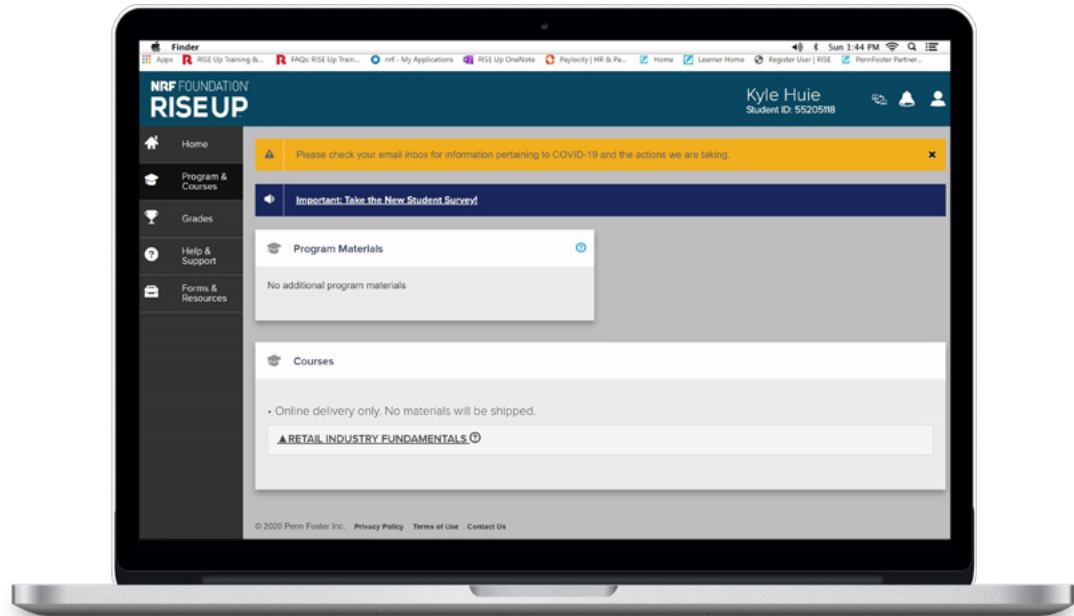 Finder
Sun 1:44 PM
Apps RISE Up Training &... FAQs: RISE Up Train... nrf - My Applications RISE Up OneNote Paylocity | HR & Pa... Home Learner Home Register User | RISE PennFoster Partner...
NRF FOUNDATION
RISE UP
Kyle Huie
Student ID: 55205118
Home
Program &
Courses
Grades
Help &
Support
Forms &
Resources
Please check your email inbox for information pertaining to COVID-19 and the actions we are taking.
Important: Take the New Student Survey!
Program Materials
No additional program materials
Courses
• Online delivery only. No materials will be shipped.
RETAIL INDUSTRY FUNDAMENTALS
© 2020 Penn Foster Inc. Privacy Policy Terms of Use Contact Us